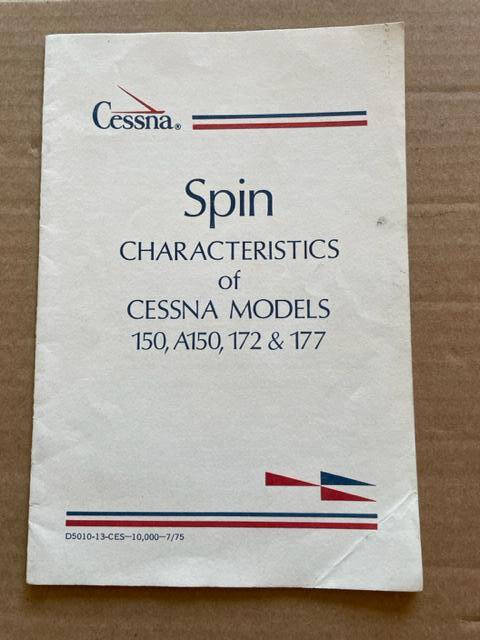 Cessna®
Spin
CHARACTERISTICS
of
CESSNA MODELS
150, A150, 172 & 177
D5010-13-CES—10,000—7/75